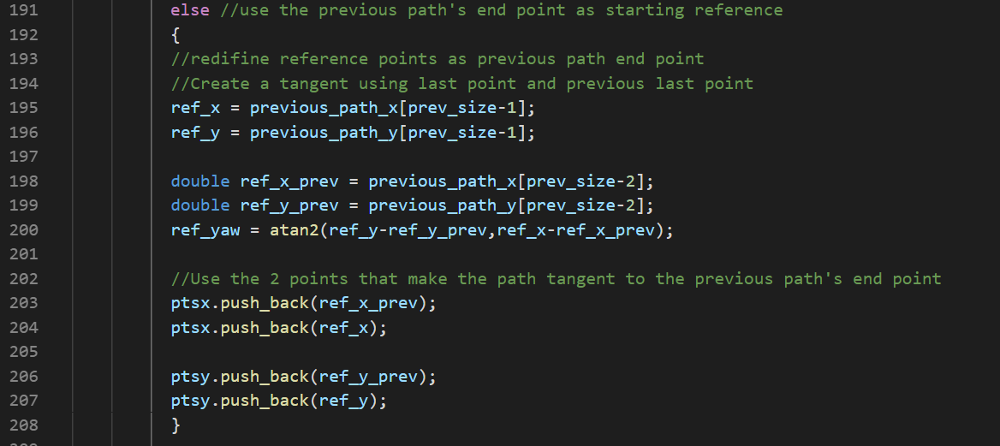 191 else //use the previous path's end point as starting reference
192 {
193 //redifine reference points as previous path end point
194 //Create a tangent using last point and previous last point
195 ref_x = previous_path_x[prev_size-1];
196 ref_y = previous_path_y[prev_size-1];
197
198 double ref_x_prev = previous_path_x[prev_size-2];
199 double ref_y_prev = previous_path_y[prev_size-2];
200 ref_yaw = atan2(ref_y-ref_y_prev,ref_x-ref_x_prev);
201
202 //Use the 2 points that make the path tangent to the previous path's end point
203 ptsx.push_back(ref_x_prev);
204 ptsx.push_back(ref_x);
205
206 ptsy.push_back(ref_y_prev);
207 ptsy.push_back(ref_y);
208 }